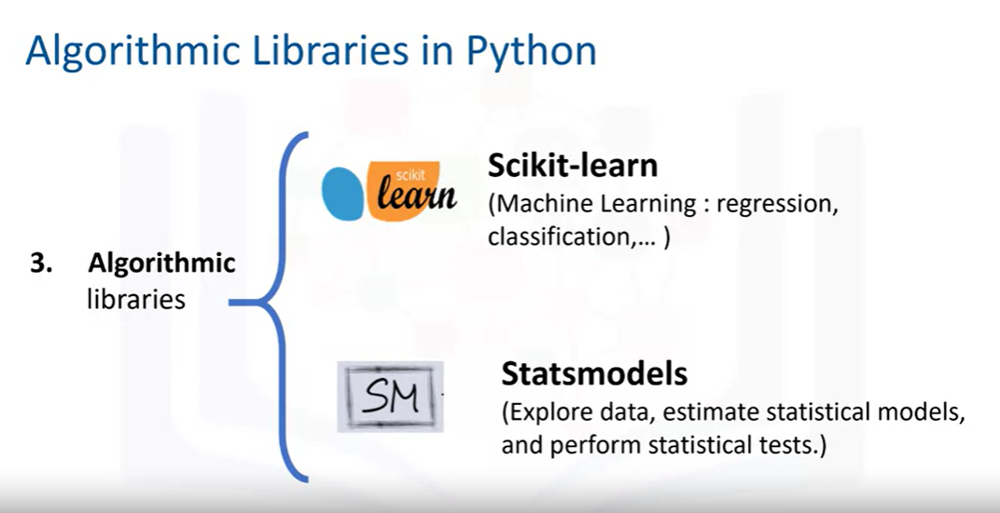 Algorithmic Libraries in Python
scikit
learn
Scikit-learn
(Machine Learning : regression,
classification,... )
3. Algorithmic
libraries
SM
Statsmodels
(Explore data, estimate statistical models,
and perform statistical tests.)